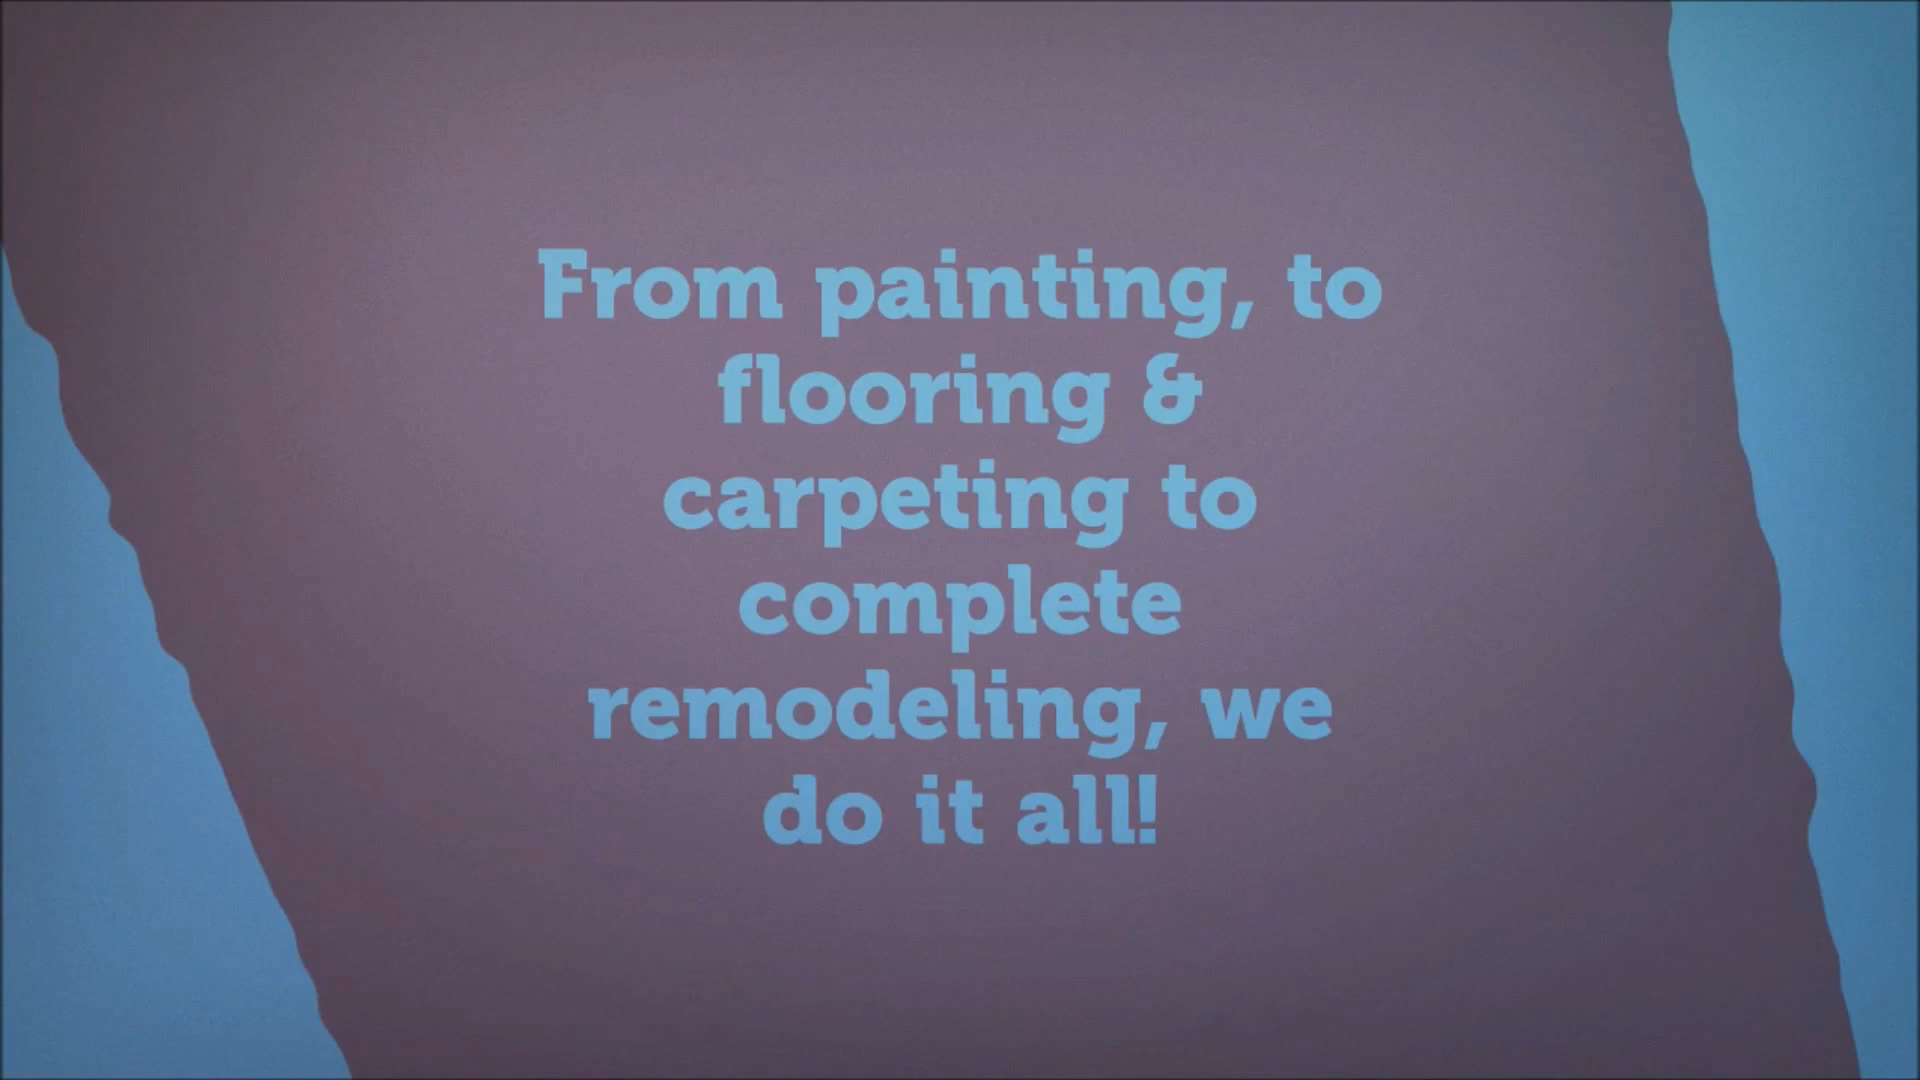 From painting, to
flooring &
carpeting to
complete
remodeling, we
do it all!